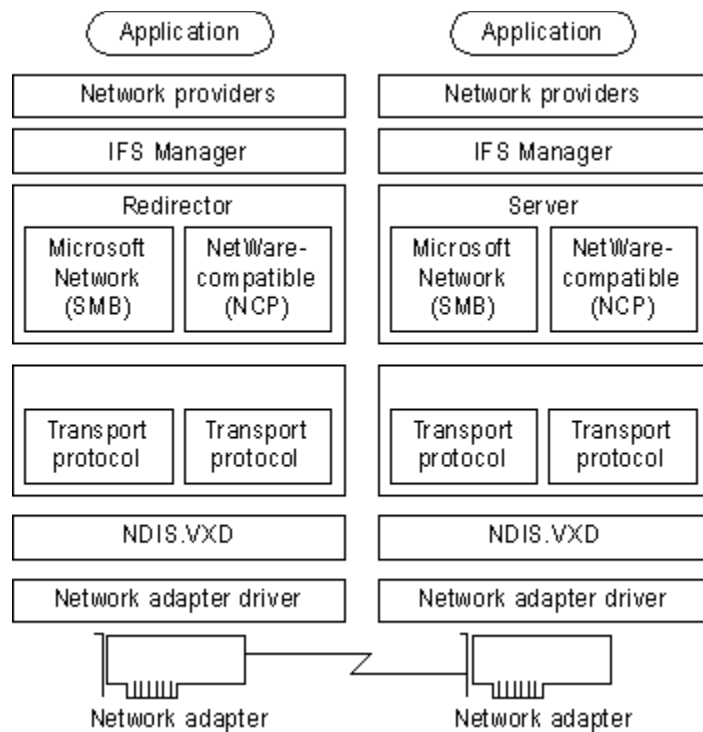 Application
Network providers
IFS Manager
Redirector
Microsoft
Network
(SMB)
NetWare-
compatible
(NCP)
Transport
protocol
Transport
protocol
NDIS.VXD
Network adapter driver
Network adapter
Application
Network providers
IFS Manager
Server
Microsoft
Network
(SMB)
NetWare-
compatible
(NCP)
Transport
protocol
Transport
protocol
NDIS.VXD
Network adapter driver
Network adapter